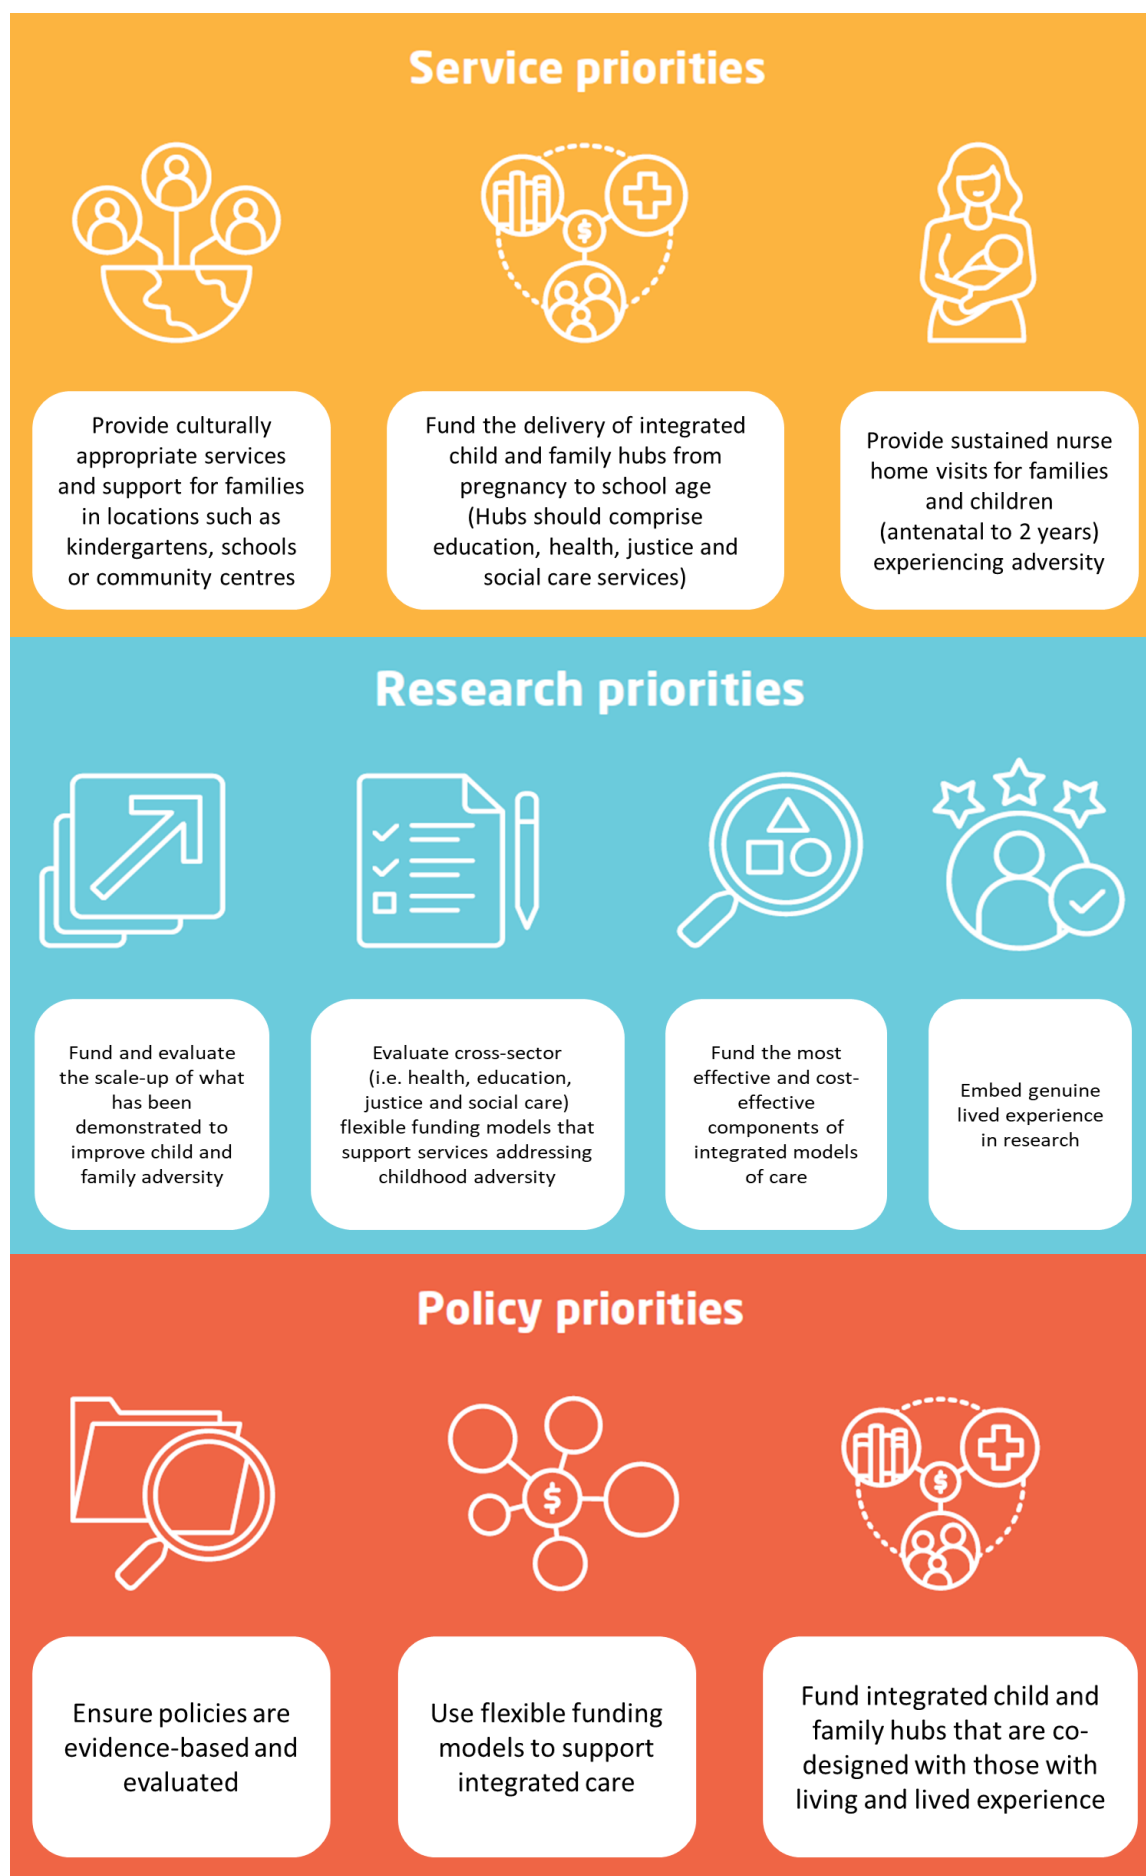 Service priorities
Provide culturally
appropriate services
and support for families
in locations such as
kindergartens, schools
or community centres
Fund the delivery of integrated
child and family hubs from
pregnancy to school age
(Hubs should comprise
education, health, justice and
social care services)
Provide sustained nurse
home visits for families
and children
(antenatal to 2 years)
experiencing adversity
Research priorities
Fund and evaluate
the scale-up of what
has been
demonstrated to
improve child and
family adversity
Evaluate cross-sector
(i.e. health, education,
justice and social care)
flexible funding models that
support services addressing
childhood adversity
Fund the most
effective and cost-
effective
components of
integrated models
of care
Embed genuine
lived experience
in research
Policy priorities
Ensure policies are
evidence-based and
evaluated
Use flexible funding
models to support
integrated care
Fund integrated child and
family hubs that are co-
designed with those with
living and lived experience